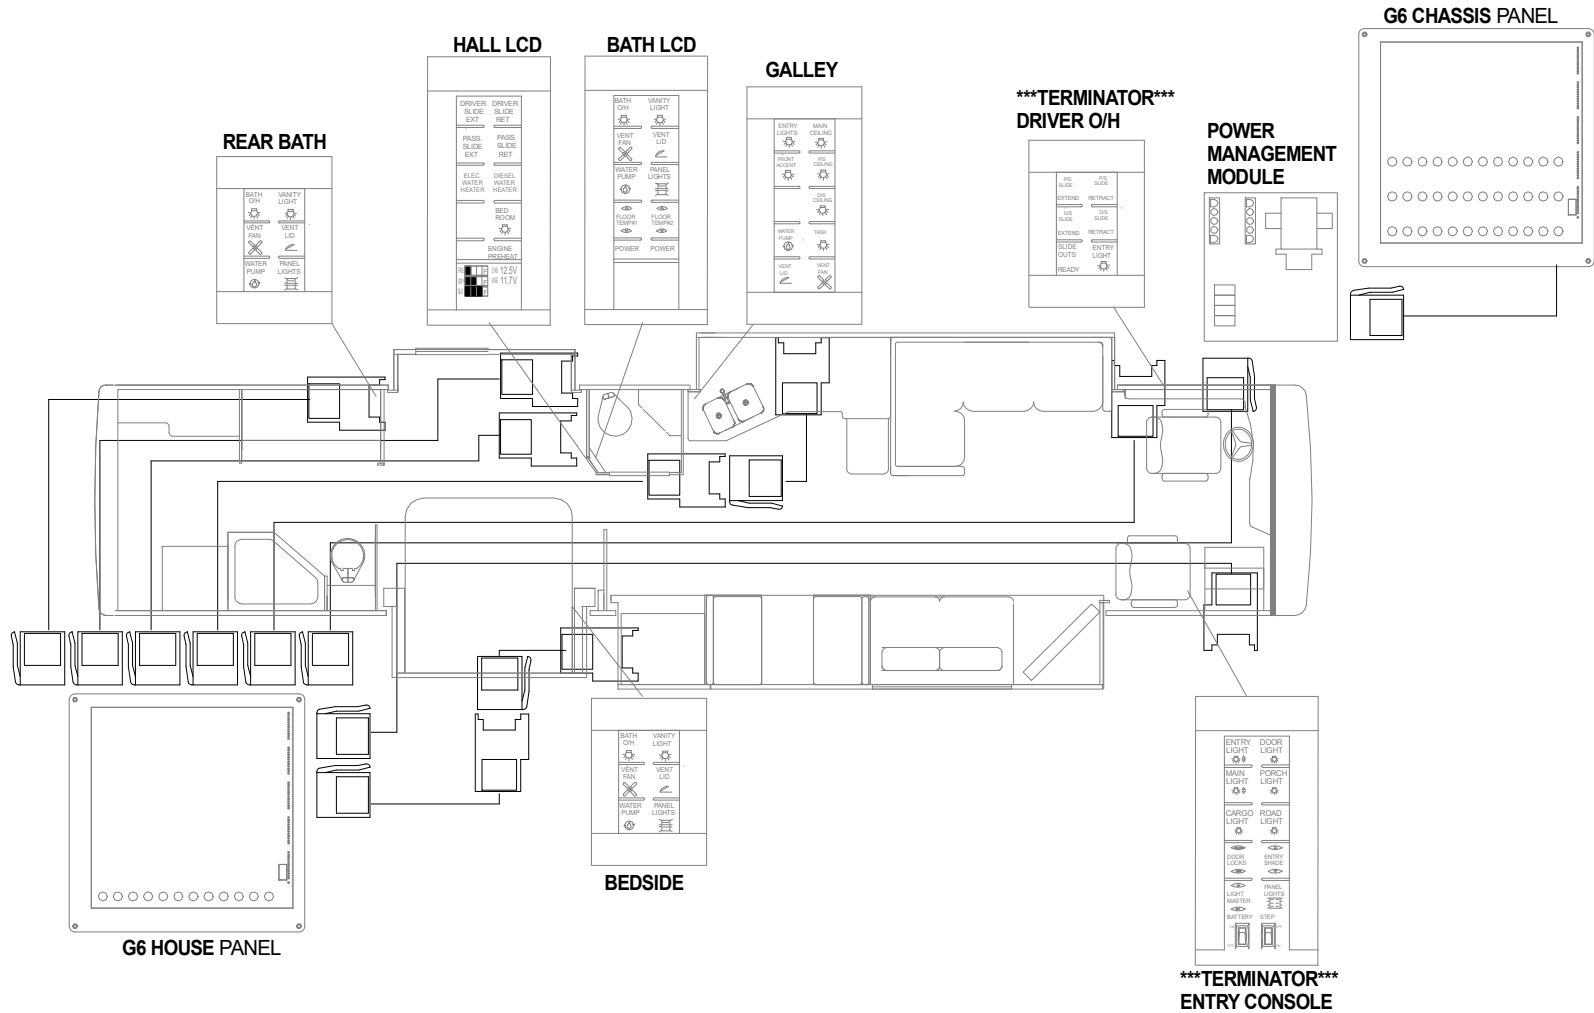 G6 CHASSIS PANEL
HALL LCD
BATH LCD
GALLEY
***TERMINATOR***
DRIVER O/H
POWER
MANAGEMENT
MODULE
REAR BATH
BATH VANITY
O/H LIGHT
VENT VENT
FAN LID
WATER PANEL
PUMP LIGHTS
DRIVER DRIVER
SLIDE SLIDE
EXT RET
PASS. PASS.
SLIDE SLIDE
EXT RET
ELEC. DIESEL
WATER WATER
HEATER HEATER
BED
ROOM
ENGINE
PREHEAT
12.5V
11.7V
BATH VANITY
O/H LIGHT
VENT VENT
FAN LID
WATER PANEL
PUMP LIGHTS
FLOOR FLOOR
TEMP#1 TEMP#2
POWER POWER
ENTRY MAIN
LIGHTS CEILING
FRONT P/S
ACCENT CEILING
D/S
CEILING
WATER TASK
PUMP
VENT VENT
LID FAN
P/S P/S
SLIDE SLIDE
EXTEND RETRACT
D/S D/S
SLIDE SLIDE
EXTEND RETRACT
SLIDE ENTRY
OUTS LIGHT
READY
BATH VANITY
O/H LIGHT
VENT VENT
FAN LID
WATER PANEL
PUMP LIGHTS
BEDSIDE
ENTRY DOOR
LIGHT LIGHT
MAIN PORCH
LIGHT LIGHT
CARGO ROAD
LIGHT LIGHT
DOOR ENTRY
LOCKS SHADE
LIGHT PANEL
MASTER LIGHTS
BATTERY STEP
G6 HOUSE PANEL
***TERMINATOR***
ENTRY CONSOLE